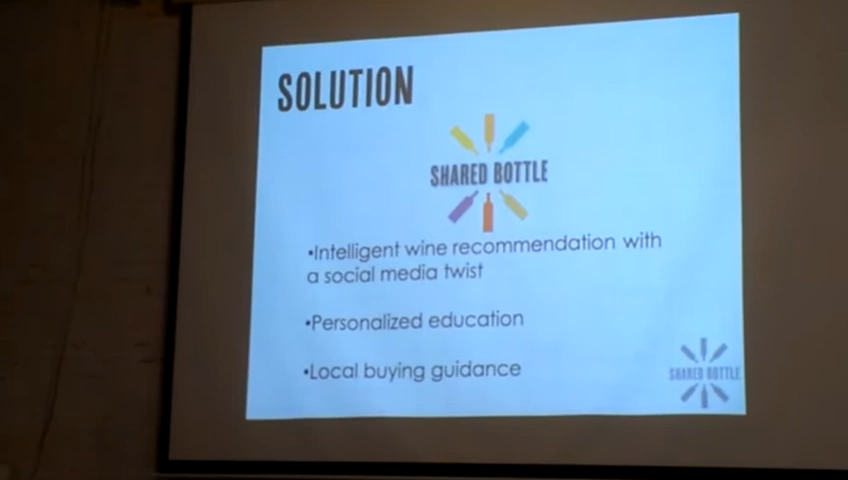 SOLUTION
SHARED BOTTLE
•Intelligent wine recommendation with
a social media twist
•Personalized education
•Local buying guidance
SHARED BOTTLE